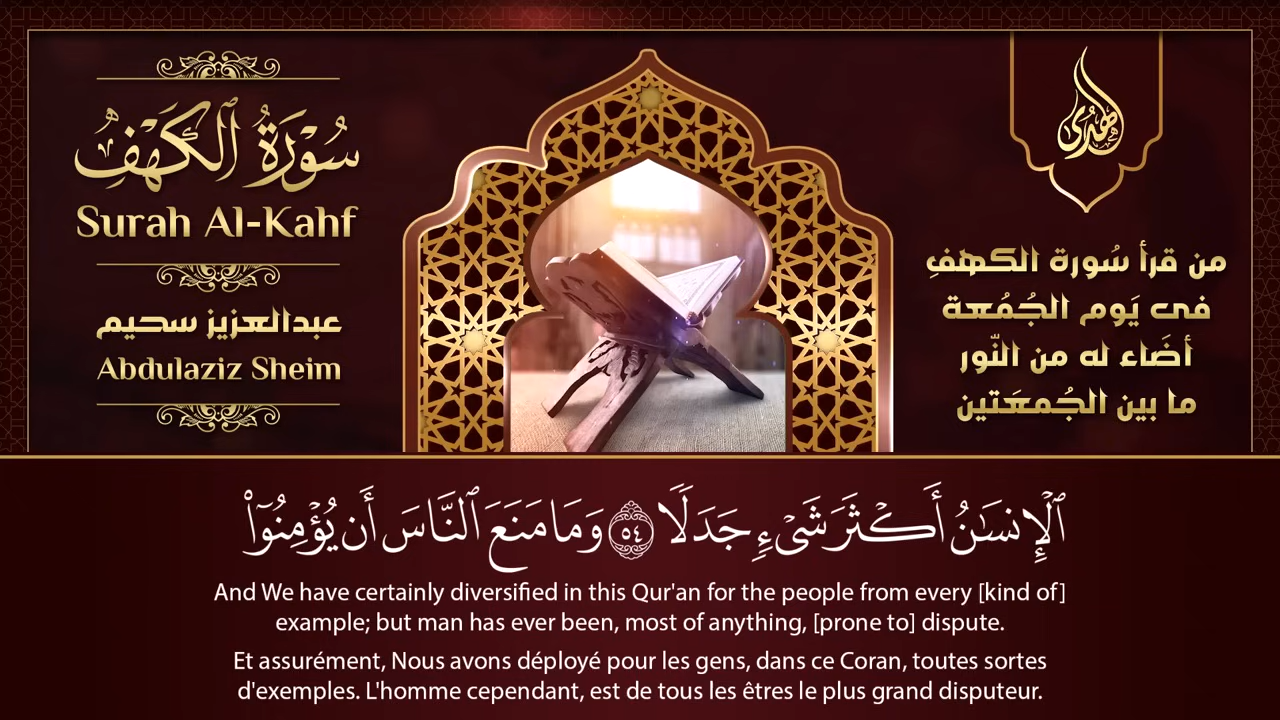 سُوْرَةُ ٱلْكَهْفِ
Surah Al-Kahf
عبدالعزيز سحيم
Abdulaziz Sheim
الهدى
من قرأ سُورة الكهفِ
فى يَوم الجُمُعة
أضَاء له من النّور
ما بين الجُمعَتين
ٱلْإِنسَـٰنُ أَكْثَرَ شَىْءٍ جَدَلًا ٥٤ وَمَا مَنَعَ ٱلنَّاسَ أَن يُؤْمِنُوٓا۟
And We have certainly diversified in this Qur'an for the people from every [kind of]
example; but man has ever been, most of anything, [prone to] dispute.
Et assurément, Nous avons déployé pour les gens, dans ce Coran, toutes sortes
d'exemples. L'homme cependant, est de tous les êtres le plus grand disputeur.